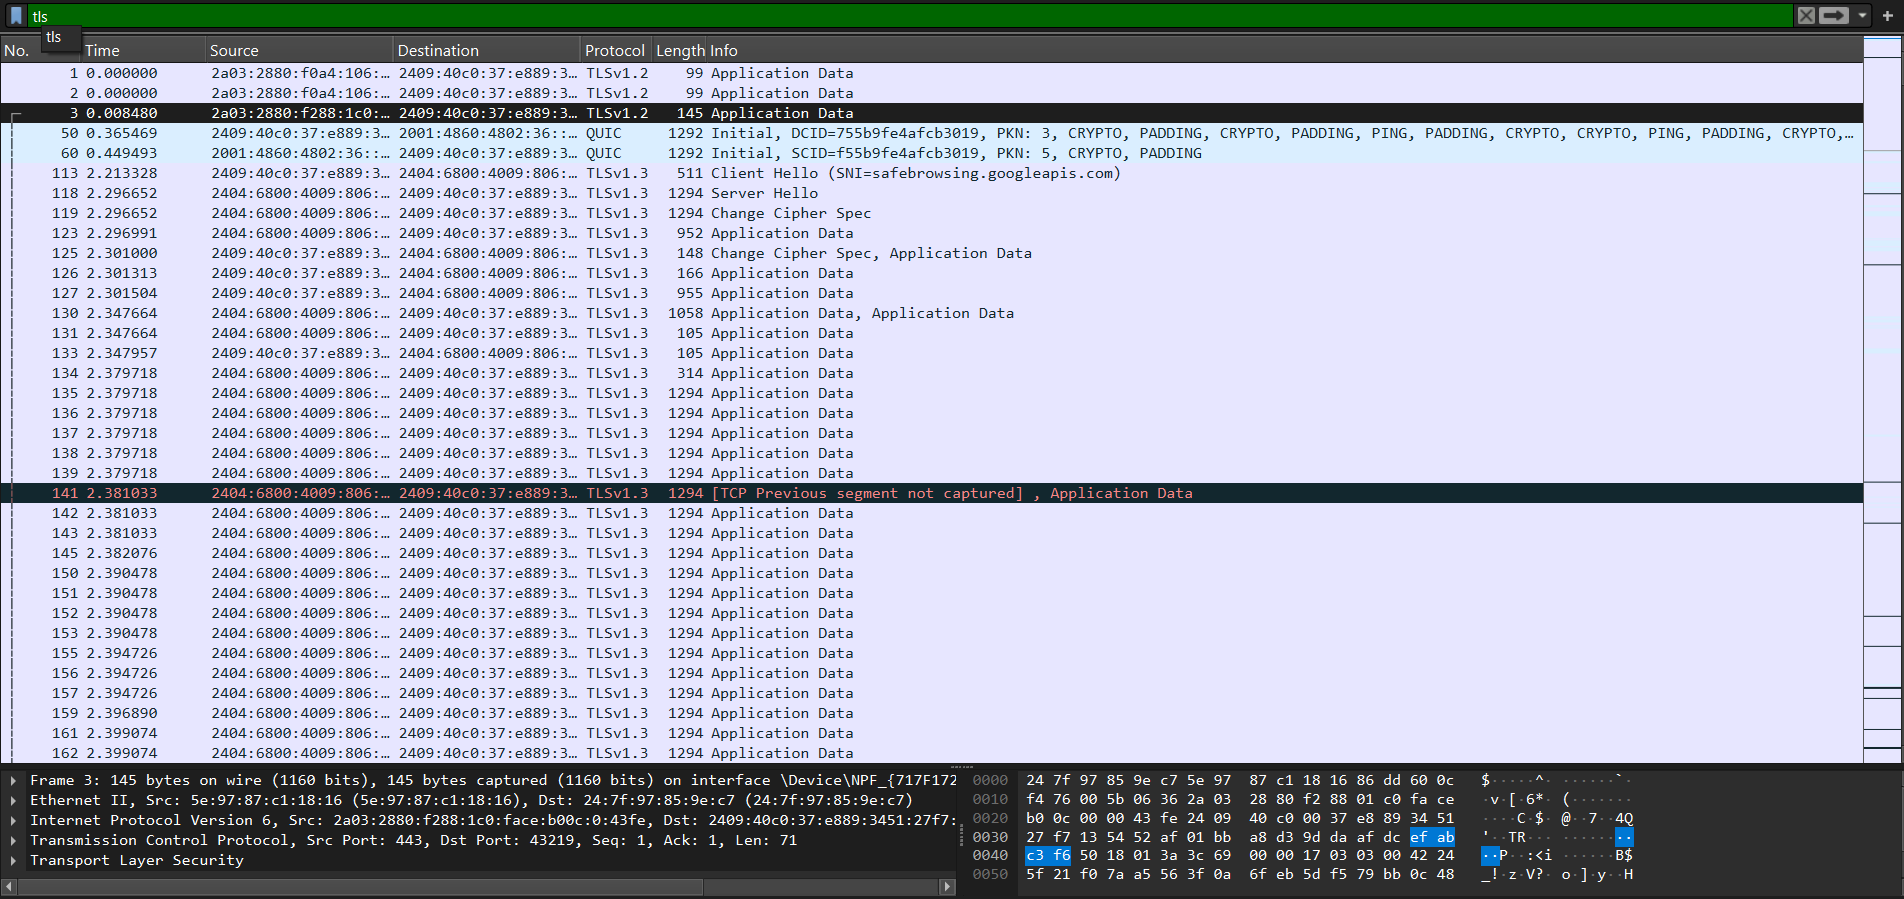 tls
tls
No. Time Source Destination Protocol Length Info
1 0.000000 2a03:2880:f0a4:106:… 2409:40c0:37:e889:3… TLSv1.2 99 Application Data
2 0.000000 2a03:2880:f0a4:106:… 2409:40c0:37:e889:3… TLSv1.2 99 Application Data
3 0.008480 2a03:2880:f288:1c0:… 2409:40c0:37:e889:3… TLSv1.2 145 Application Data
50 0.365469 2409:40c0:37:e889:3… 2001:4860:4802:36::… QUIC 1292 Initial, DCID=755b9fe4afcb3019, PKN: 3, CRYPTO, PADDING, CRYPTO, PADDING, PING, PADDING, CRYPTO, CRYPTO, PING, PADDING, CRYPTO,…
60 0.449493 2001:4860:4802:36::… 2409:40c0:37:e889:3… QUIC 1292 Initial, SCID=f55b9fe4afcb3019, PKN: 5, CRYPTO, PADDING
113 2.213328 2409:40c0:37:e889:3… 2404:6800:4009:806:… TLSv1.3 511 Client Hello (SNI=safebrowsing.googleapis.com)
118 2.296652 2404:6800:4009:806:… 2409:40c0:37:e889:3… TLSv1.3 1294 Server Hello
119 2.296652 2404:6800:4009:806:… 2409:40c0:37:e889:3… TLSv1.3 1294 Change Cipher Spec
123 2.296991 2404:6800:4009:806:… 2409:40c0:37:e889:3… TLSv1.3 952 Application Data
125 2.301000 2409:40c0:37:e889:3… 2404:6800:4009:806:… TLSv1.3 148 Change Cipher Spec, Application Data
126 2.301313 2409:40c0:37:e889:3… 2404:6800:4009:806:… TLSv1.3 166 Application Data
127 2.301504 2409:40c0:37:e889:3… 2404:6800:4009:806:… TLSv1.3 955 Application Data
130 2.347664 2404:6800:4009:806:… 2409:40c0:37:e889:3… TLSv1.3 1058 Application Data, Application Data
131 2.347664 2404:6800:4009:806:… 2409:40c0:37:e889:3… TLSv1.3 105 Application Data
133 2.347957 2409:40c0:37:e889:3… 2404:6800:4009:806:… TLSv1.3 105 Application Data
134 2.379718 2404:6800:4009:806:… 2409:40c0:37:e889:3… TLSv1.3 314 Application Data
135 2.379718 2404:6800:4009:806:… 2409:40c0:37:e889:3… TLSv1.3 1294 Application Data
136 2.379718 2404:6800:4009:806:… 2409:40c0:37:e889:3… TLSv1.3 1294 Application Data
137 2.379718 2404:6800:4009:806:… 2409:40c0:37:e889:3… TLSv1.3 1294 Application Data
138 2.379718 2404:6800:4009:806:… 2409:40c0:37:e889:3… TLSv1.3 1294 Application Data
139 2.379718 2404:6800:4009:806:… 2409:40c0:37:e889:3… TLSv1.3 1294 Application Data
141 2.381033 2404:6800:4009:806:… 2409:40c0:37:e889:3… TLSv1.3 1294 [TCP Previous segment not captured] , Application Data
142 2.381033 2404:6800:4009:806:… 2409:40c0:37:e889:3… TLSv1.3 1294 Application Data
143 2.381033 2404:6800:4009:806:… 2409:40c0:37:e889:3… TLSv1.3 1294 Application Data
145 2.382076 2404:6800:4009:806:… 2409:40c0:37:e889:3… TLSv1.3 1294 Application Data
150 2.390478 2404:6800:4009:806:… 2409:40c0:37:e889:3… TLSv1.3 1294 Application Data
151 2.390478 2404:6800:4009:806:… 2409:40c0:37:e889:3… TLSv1.3 1294 Application Data
152 2.390478 2404:6800:4009:806:… 2409:40c0:37:e889:3… TLSv1.3 1294 Application Data
153 2.390478 2404:6800:4009:806:… 2409:40c0:37:e889:3… TLSv1.3 1294 Application Data
155 2.394726 2404:6800:4009:806:… 2409:40c0:37:e889:3… TLSv1.3 1294 Application Data
156 2.394726 2404:6800:4009:806:… 2409:40c0:37:e889:3… TLSv1.3 1294 Application Data
157 2.394726 2404:6800:4009:806:… 2409:40c0:37:e889:3… TLSv1.3 1294 Application Data
159 2.396890 2404:6800:4009:806:… 2409:40c0:37:e889:3… TLSv1.3 1294 Application Data
161 2.399074 2404:6800:4009:806:… 2409:40c0:37:e889:3… TLSv1.3 1294 Application Data
162 2.399074 2404:6800:4009:806:… 2409:40c0:37:e889:3… TLSv1.3 1294 Application Data
Frame 3: 145 bytes on wire (1160 bits), 145 bytes captured (1160 bits) on interface \Device\NPF_{717F172
Ethernet II, Src: 5e:97:87:c1:18:16 (5e:97:87:c1:18:16), Dst: 24:7f:97:85:9e:c7 (24:7f:97:85:9e:c7)
Internet Protocol Version 6, Src: 2a03:2880:f288:1c0:face:b00c:0:43fe, Dst: 2409:40c0:37:e889:3451:27f7:
Transmission Control Protocol, Src Port: 443, Dst Port: 43219, Seq: 1, Ack: 1, Len: 71
Transport Layer Security
0000 24 7f 97 85 9e c7 5e 97 87 c1 18 16 86 dd 60 0c $·····^· ······`·
0010 f4 76 00 5b 06 36 2a 03 28 80 f2 88 01 c0 fa ce ·v·[·6*· (·······
0020 b0 0c 00 00 43 fe 24 09 40 c0 00 37 e8 89 34 51 ····C·$· @··7··4Q
0030 27 f7 13 54 52 af 01 bb a8 d3 9d da af dc ef ab '··TR··· ········
0040 c3 f6 50 18 01 3a 3c 69 00 00 17 03 03 00 42 24 ··P··:<i ······B$
0050 5f 21 f0 7a a5 56 3f 0a 6f eb 5d f5 79 bb 0c 48 _!·z·V?· o·]·y··H